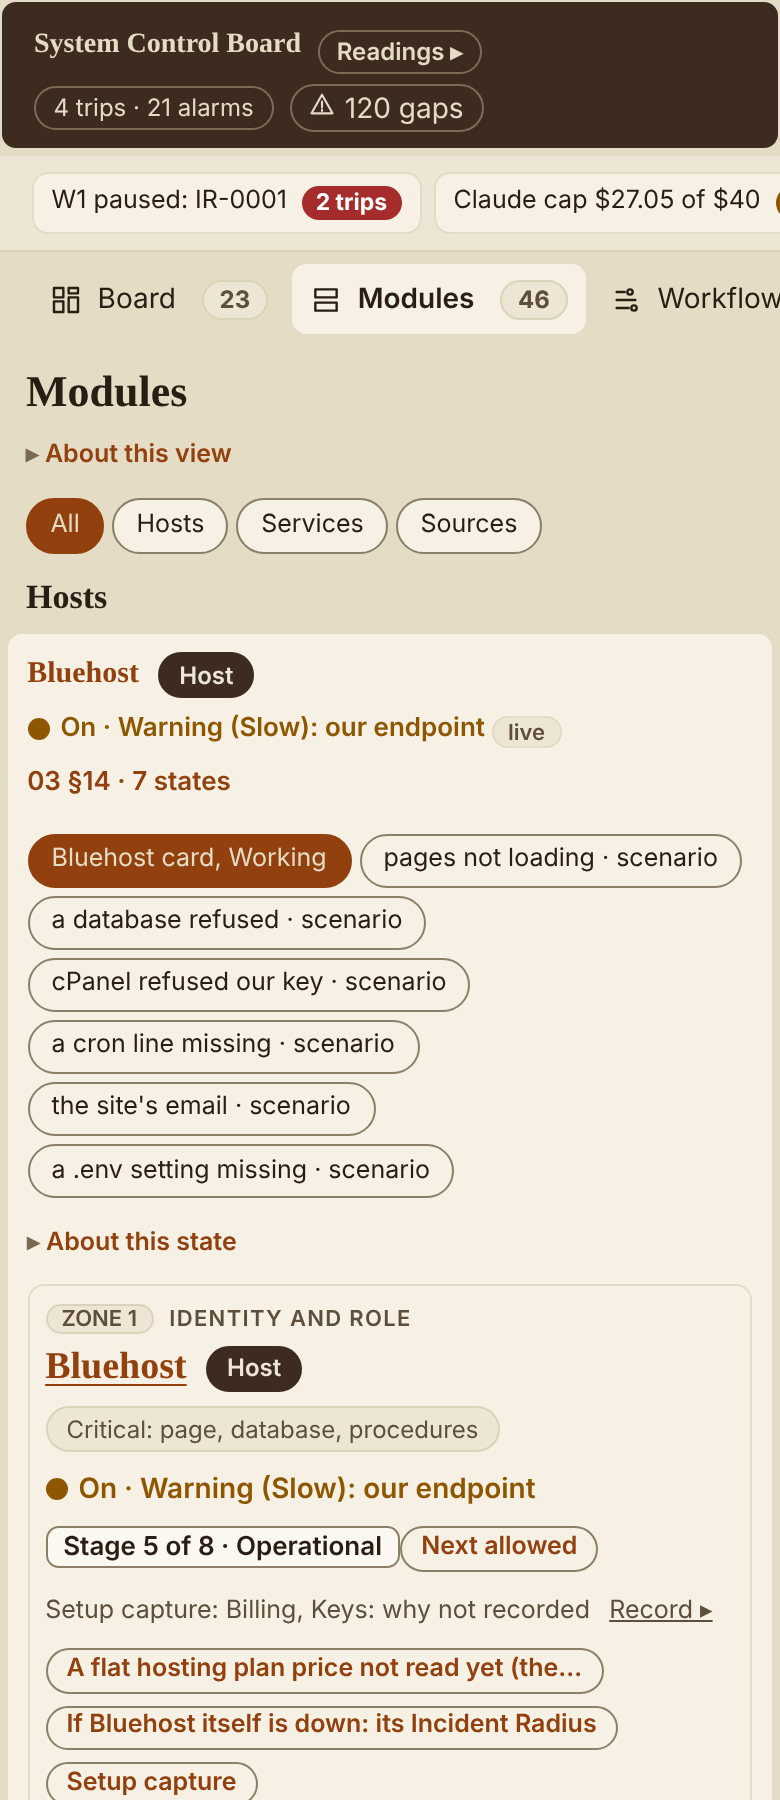 System Control Board Readings ▸
4 trips · 21 alarms ⚠ 120 gaps
W1 paused: IR-0001 2 trips Claude cap $27.05 of $40
Board 23 Modules 46 Workflow
Modules
▸ About this view
All Hosts Services Sources
Hosts
Bluehost Host
On · Warning (Slow): our endpoint live
03 §14 · 7 states
Bluehost card, Working pages not loading · scenario
a database refused · scenario
cPanel refused our key · scenario
a cron line missing · scenario
the site's email · scenario
a .env setting missing · scenario
▸ About this state
ZONE 1 IDENTITY AND ROLE
Bluehost Host
Critical: page, database, procedures
On · Warning (Slow): our endpoint
Stage 5 of 8 · Operational Next allowed
Setup capture: Billing, Keys: why not recorded Record ▸
A flat hosting plan price not read yet (the...
If Bluehost itself is down: its Incident Radius
Setup capture